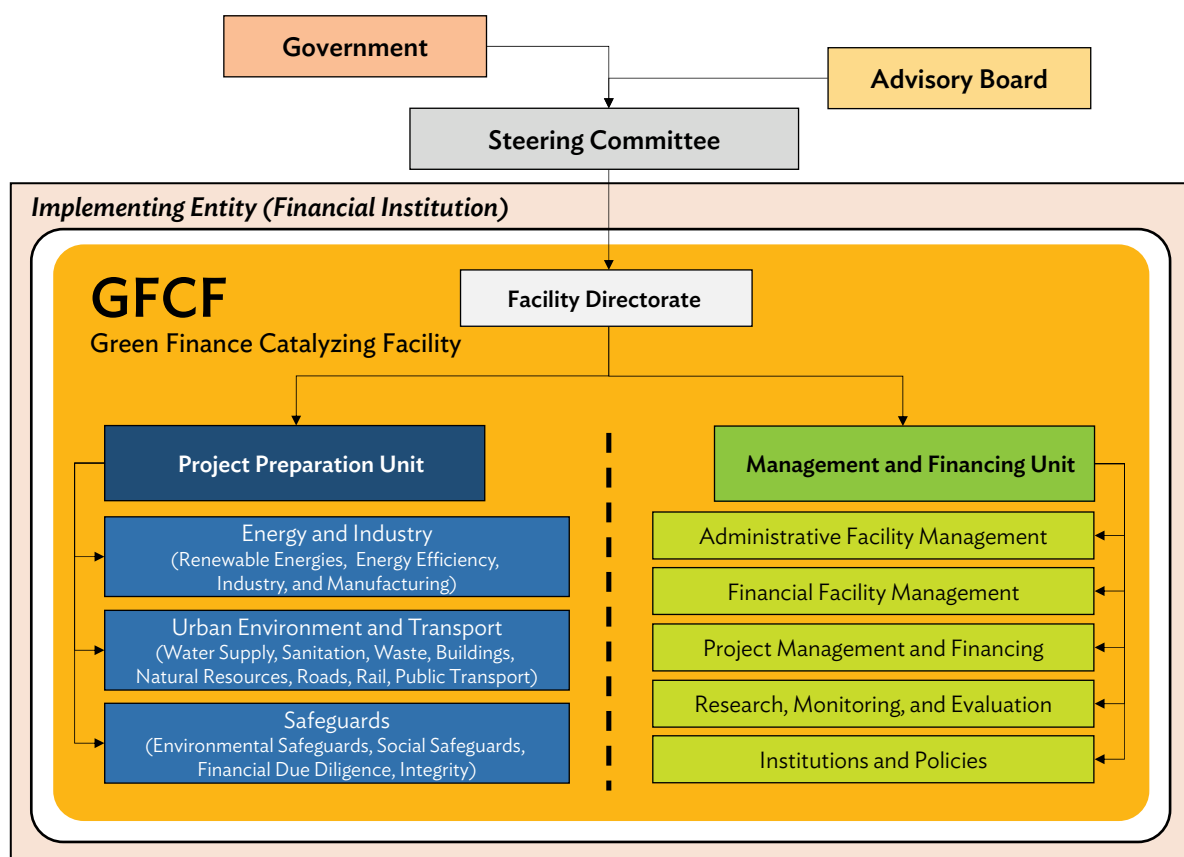 Government
Advisory Board
Steering Committee
Implementing Entity (Financial Institution)
GFCF
Green Finance Catalyzing Facility
Facility Directorate
Project Preparation Unit
Energy and Industry
(Renewable Energies, Energy Efficiency,
Industry, and Manufacturing)
Urban Environment and Transport
(Water Supply, Sanitation, Waste, Buildings,
Natural Resources, Roads, Rail, Public Transport)
Safeguards
(Environmental Safeguards, Social Safeguards,
Financial Due Diligence, Integrity)
Management and Financing Unit
Administrative Facility Management
Financial Facility Management
Project Management and Financing
Research, Monitoring, and Evaluation
Institutions and Policies